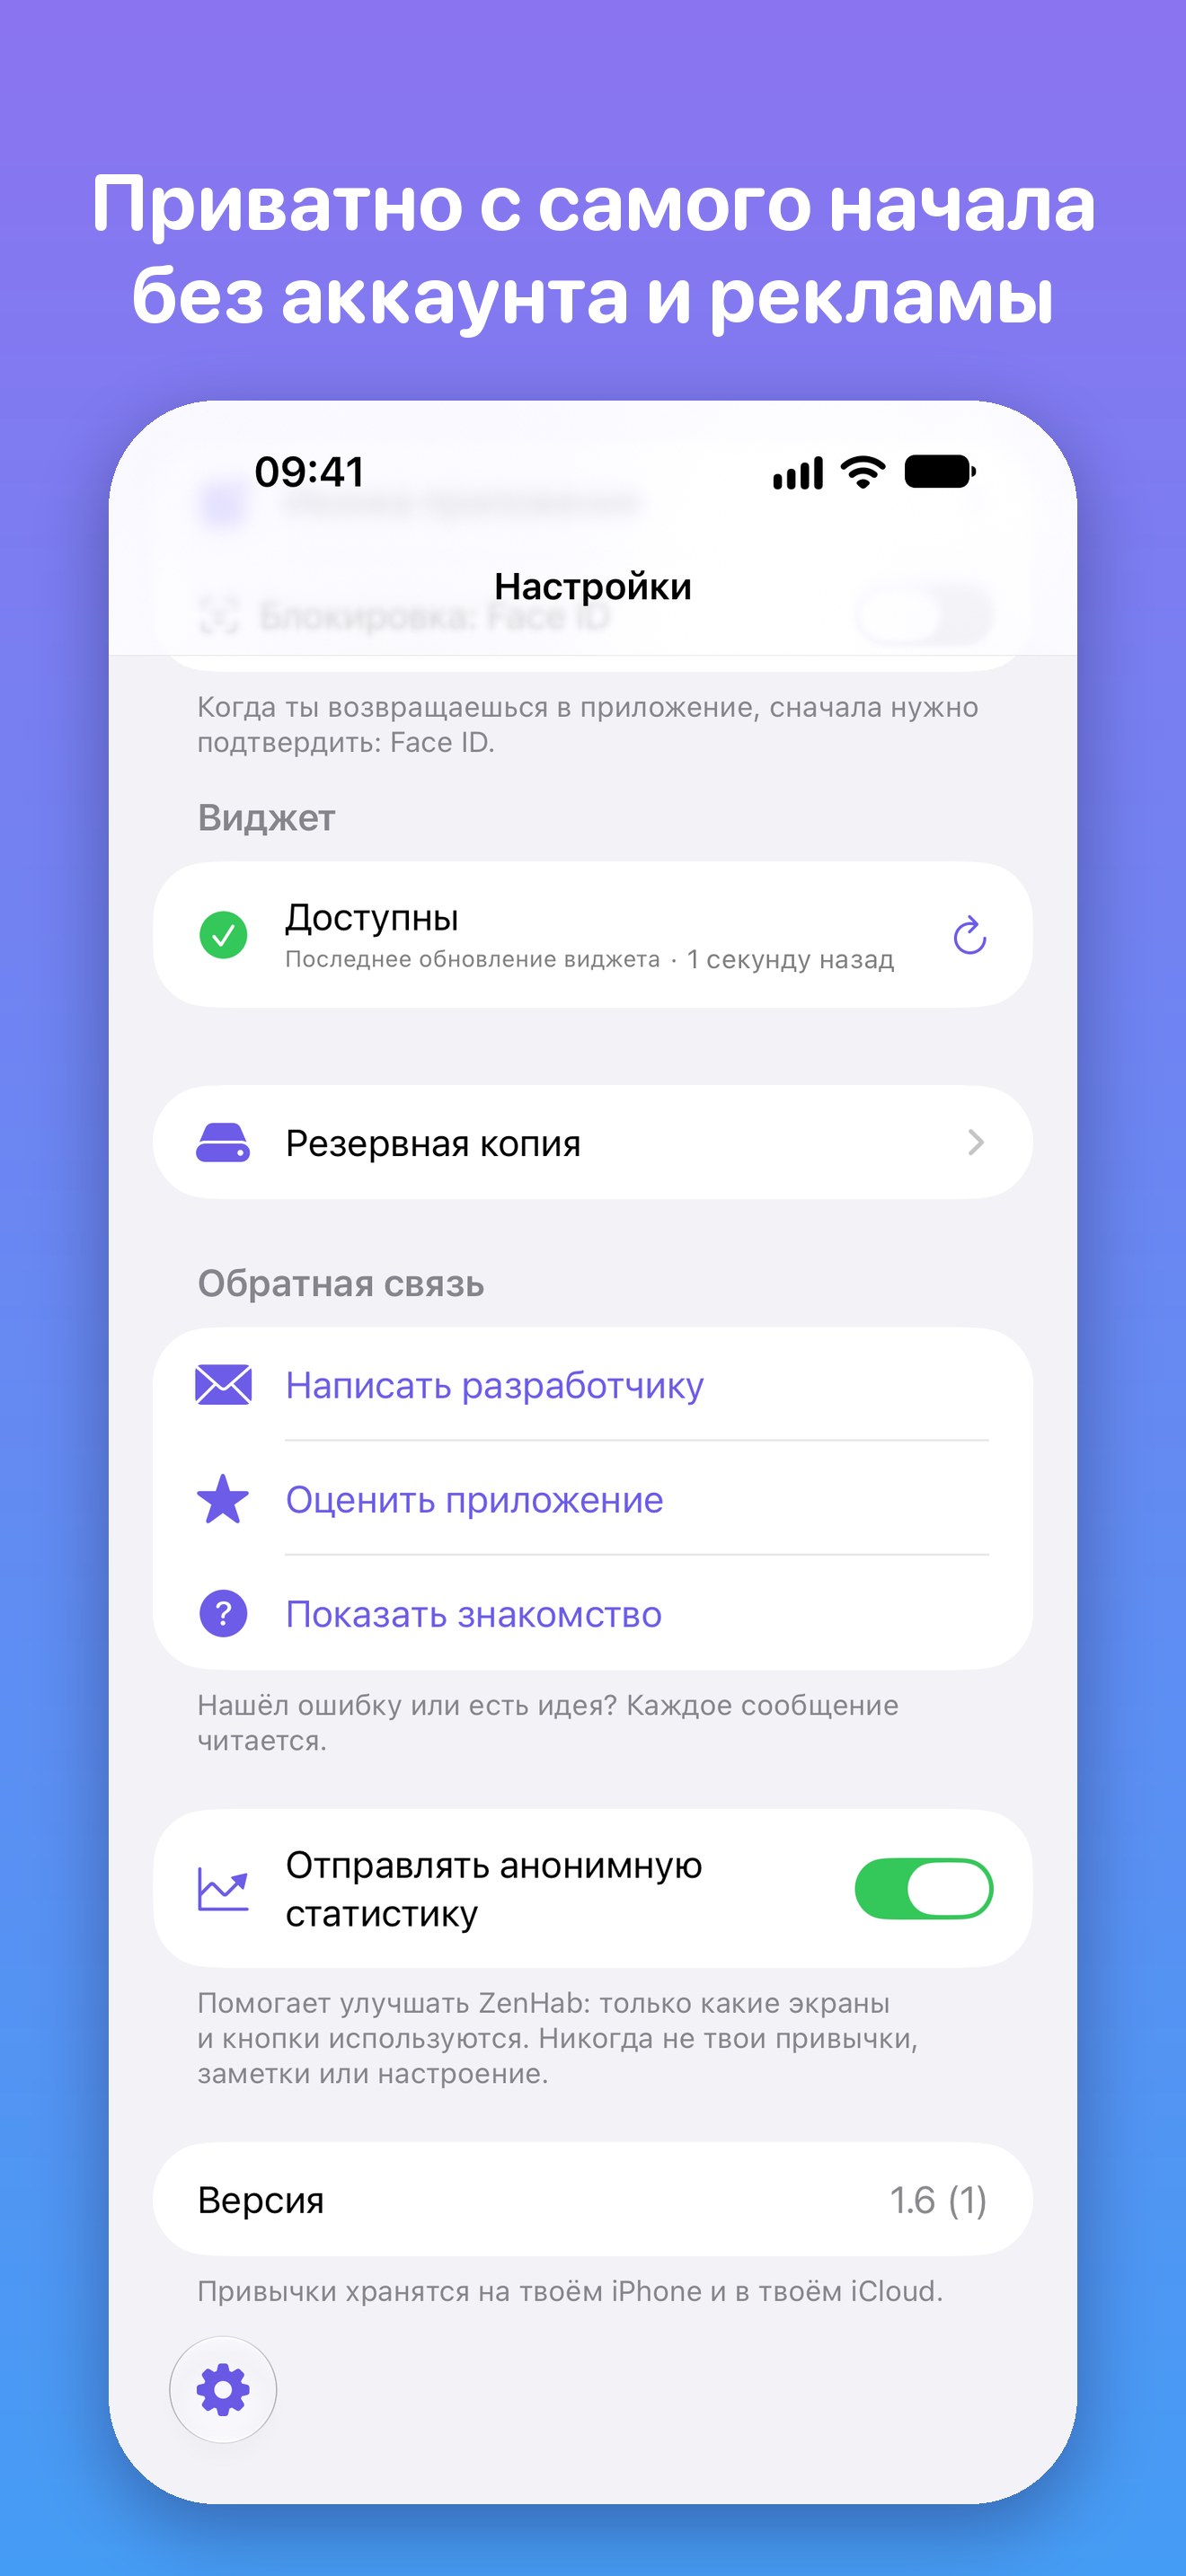 Приватно с самого начала
без аккаунта и рекламы
09:41
Настройки
Блокировка: Face ID
Когда ты возвращаешься в приложение, сначала нужно
подтвердить: Face ID.
Виджет
Доступны
Последнее обновление виджета · 1 секунду назад
Резервная копия
Обратная связь
Написать разработчику
Оценить приложение
Показать знакомство
Нашёл ошибку или есть идея? Каждое сообщение
читается.
Отправлять анонимную
статистику
Помогает улучшать ZenHab: только какие экраны
и кнопки используются. Никогда не твои привычки,
заметки или настроение.
Версия 1.6 (1)
Привычки хранятся на твоём iPhone и в твоём iCloud.